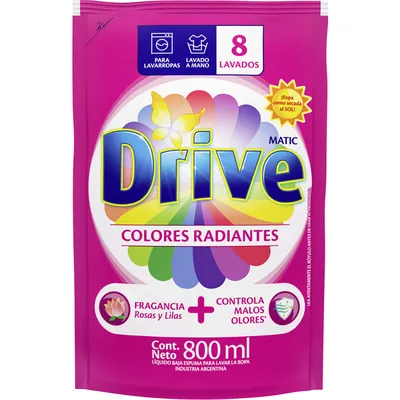 PARA
LAVARROPAS
LAVADO
A MANO
8
LAVADOS
¡Ropa
como secada
al SOL!
MATIC
Drive
COLORES RADIANTES
FRAGANCIA
Rosas y Lilas
+
CONTROLA
MALOS
OLORES*
Cont.
Neto 800 ml
LÍQUIDO BAJA ESPUMA PARA LAVAR LA ROPA
INDUSTRIA ARGENTINA